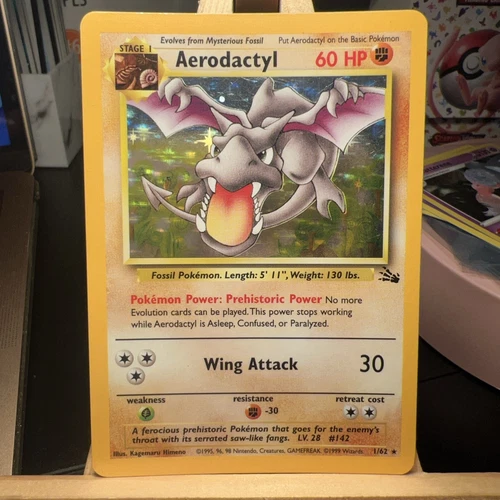 Evolves from Mysterious Fossil Put Aerodactyl on the Basic Pokémon
STAGE 1
Aerodactyl 60 HP
Fossil Pokémon. Length: 5' 11", Weight: 130 lbs.
Pokémon Power: Prehistoric Power No more
Evolution cards can be played. This power stops working
while Aerodactyl is Asleep, Confused, or Paralyzed.
Wing Attack 30
weakness resistance retreat cost
-30
A ferocious prehistoric Pokémon that goes for the enemy's
throat with its serrated saw-like fangs. LV. 28 #142
Illus. Kagemaru Himeno ©1995, 96, 98 Nintendo, Creatures, GAMEFREAK. ©1999 Wizards. 1/62